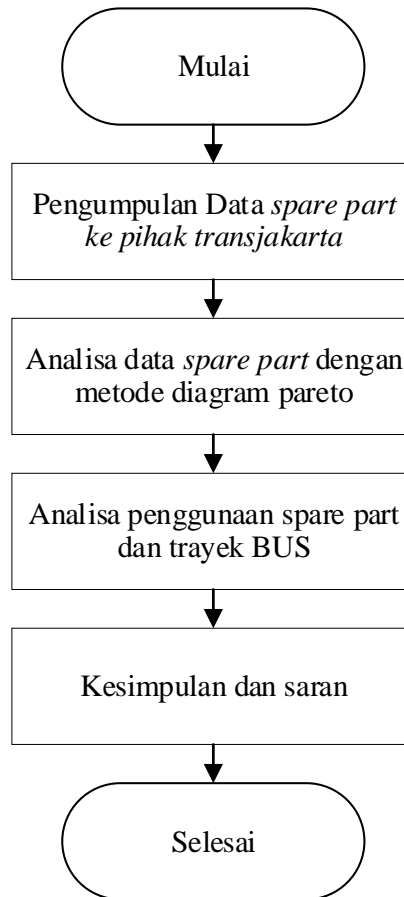 Mulai
Pengumpulan Data spare part
ke pihak transjakarta
Analisa data spare part dengan
metode diagram pareto
Analisa penggunaan spare part
dan trayek BUS
Kesimpulan dan saran
Selesai